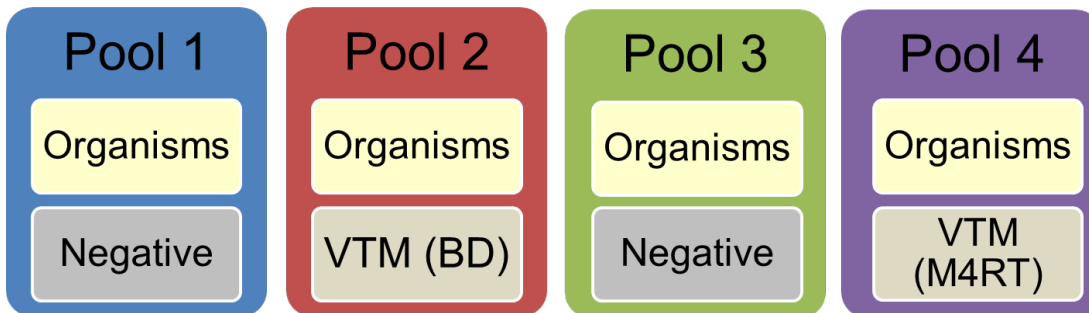 Pool 1
Organisms
Negative
Pool 2
Organisms
VTM (BD)
Pool 3
Organisms
Negative
Pool 4
Organisms
VTM
(M4RT)